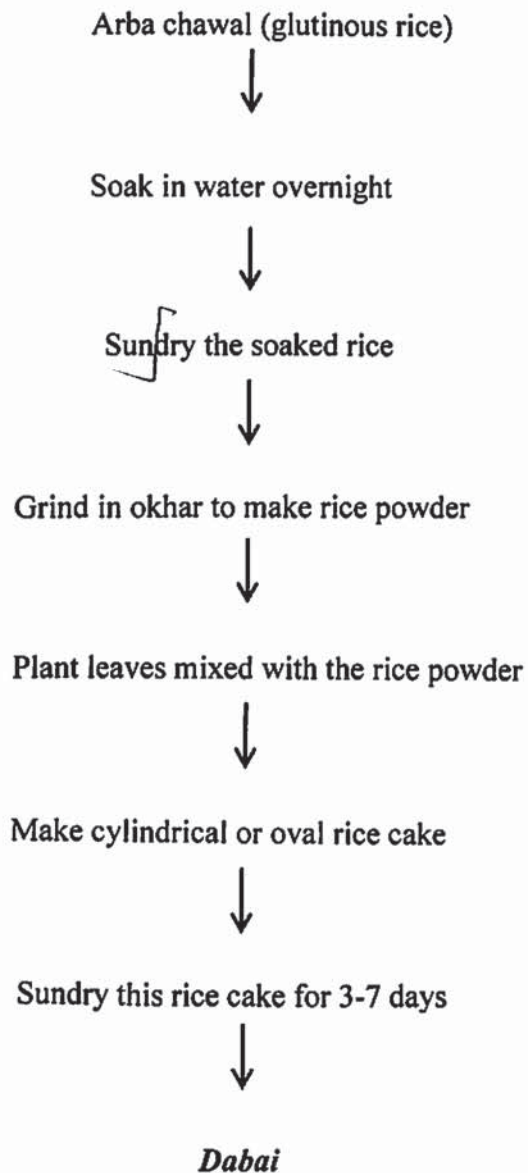 Arba chawal (glutinous rice)
Soak in water overnight
Sundry the soaked rice
Grind in okhar to make rice powder
Plant leaves mixed with the rice powder
Make cylindrical or oval rice cake
Sundry this rice cake for 3-7 days
Dabai